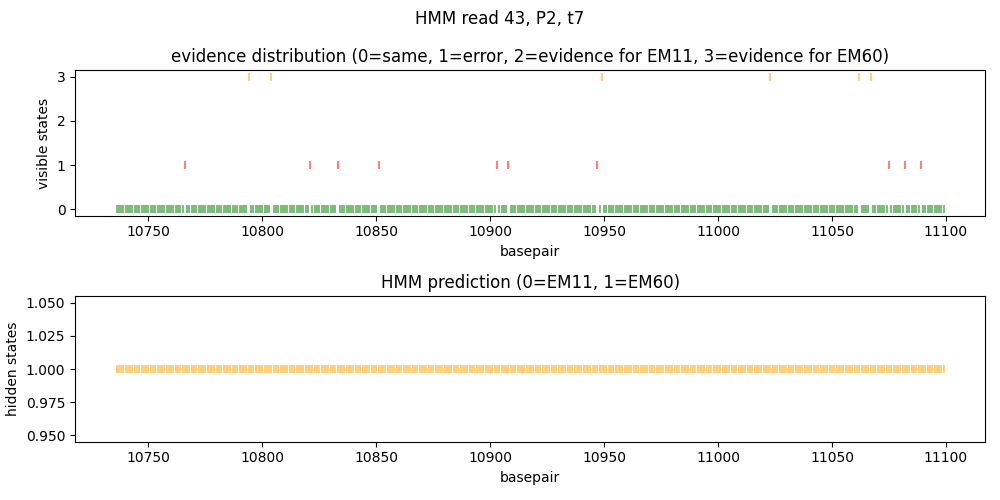 HMM read 43, P2, t7
evidence distribution (0=same, 1=error, 2=evidence for EM11, 3=evidence for EM60)
visible states
3
2
1
0
10750 10800 10850 10900 10950 11000 11050 11100
basepair
HMM prediction (0=EM11, 1=EM60)
hidden states
1.050
1.025
1.000
0.975
0.950
10750 10800 10850 10900 10950 11000 11050 11100
basepair